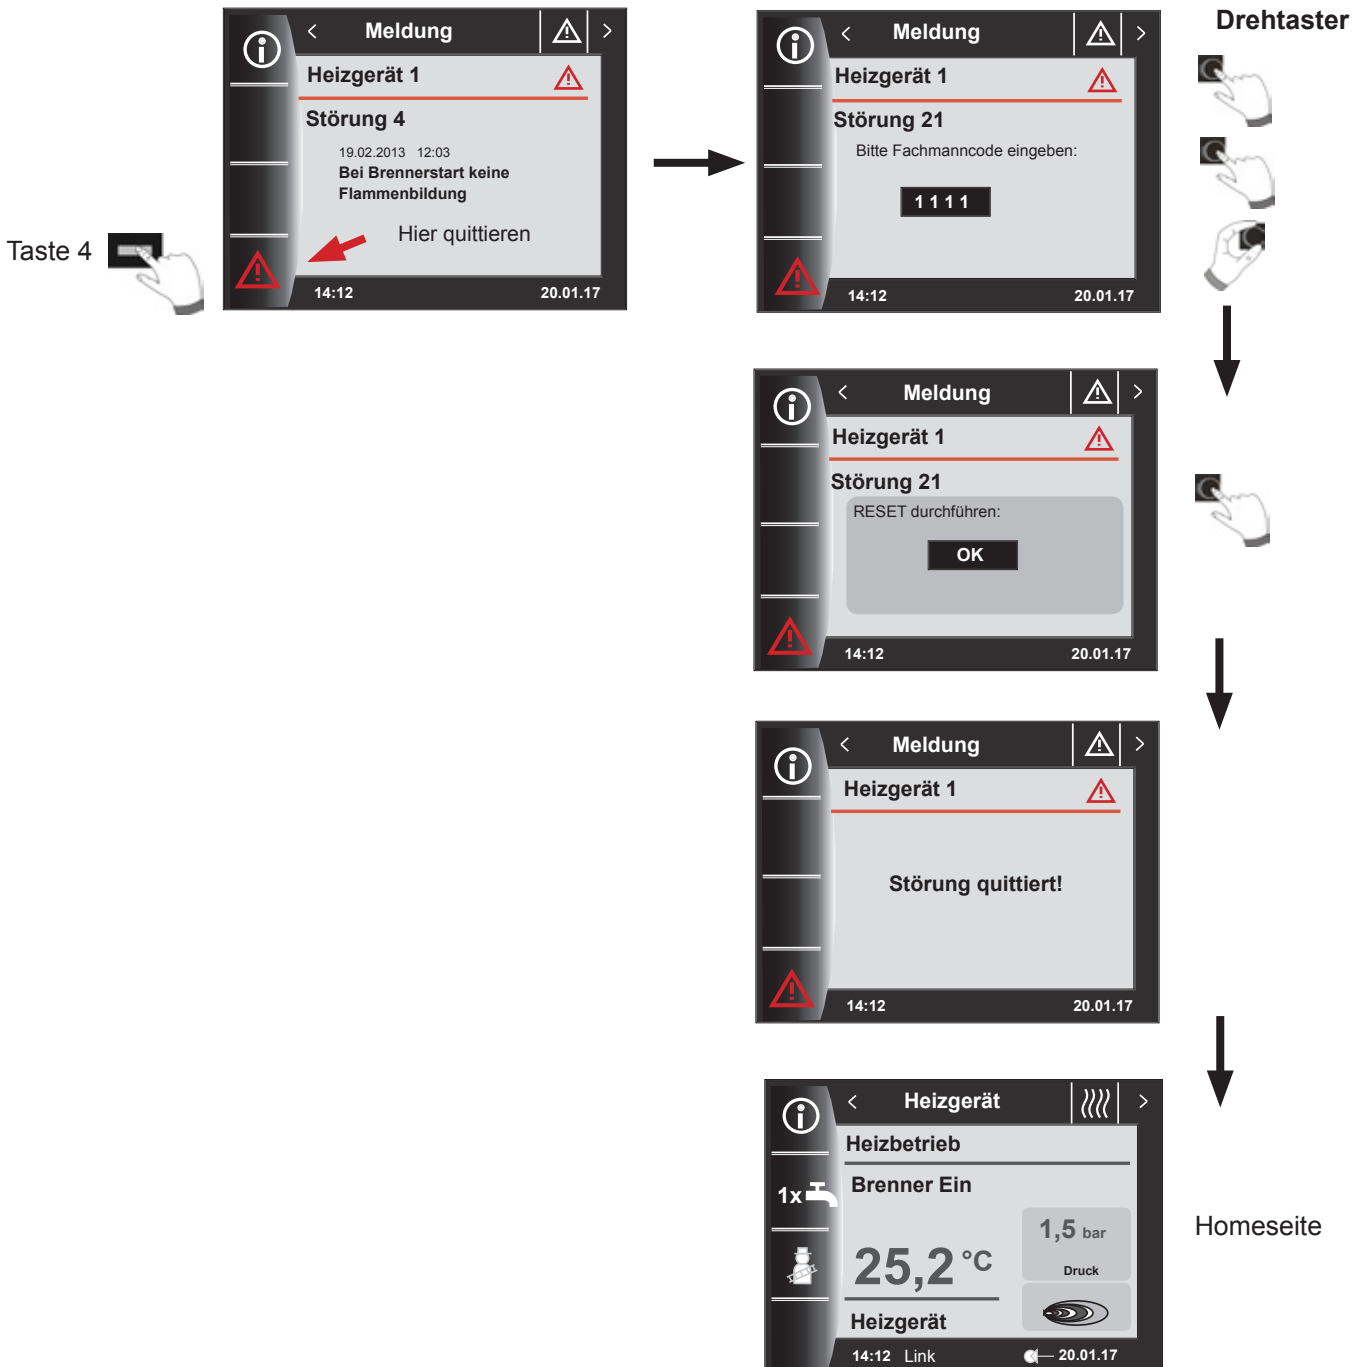 Drehtaster
< Meldung >
Heizgerät 1
Störung 4
19.02.2013 12:03
Bei Brennerstart keine
Flammenbildung
Hier quittieren
14:12 20.01.17
Taste 4
< Meldung >
Heizgerät 1
Störung 21
Bitte Fachmanncode eingeben:
1 1 1 1
14:12 20.01.17
< Meldung >
Heizgerät 1
Störung 21
RESET durchführen:
OK
14:12 20.01.17
< Meldung >
Heizgerät 1
Störung quittiert!
14:12 20.01.17
< Heizgerät >
Heizbetrieb
Brenner Ein
1x
1,5 bar
Druck
25,2 °C
Heizgerät
14:12 Link 20.01.17
Homeseite